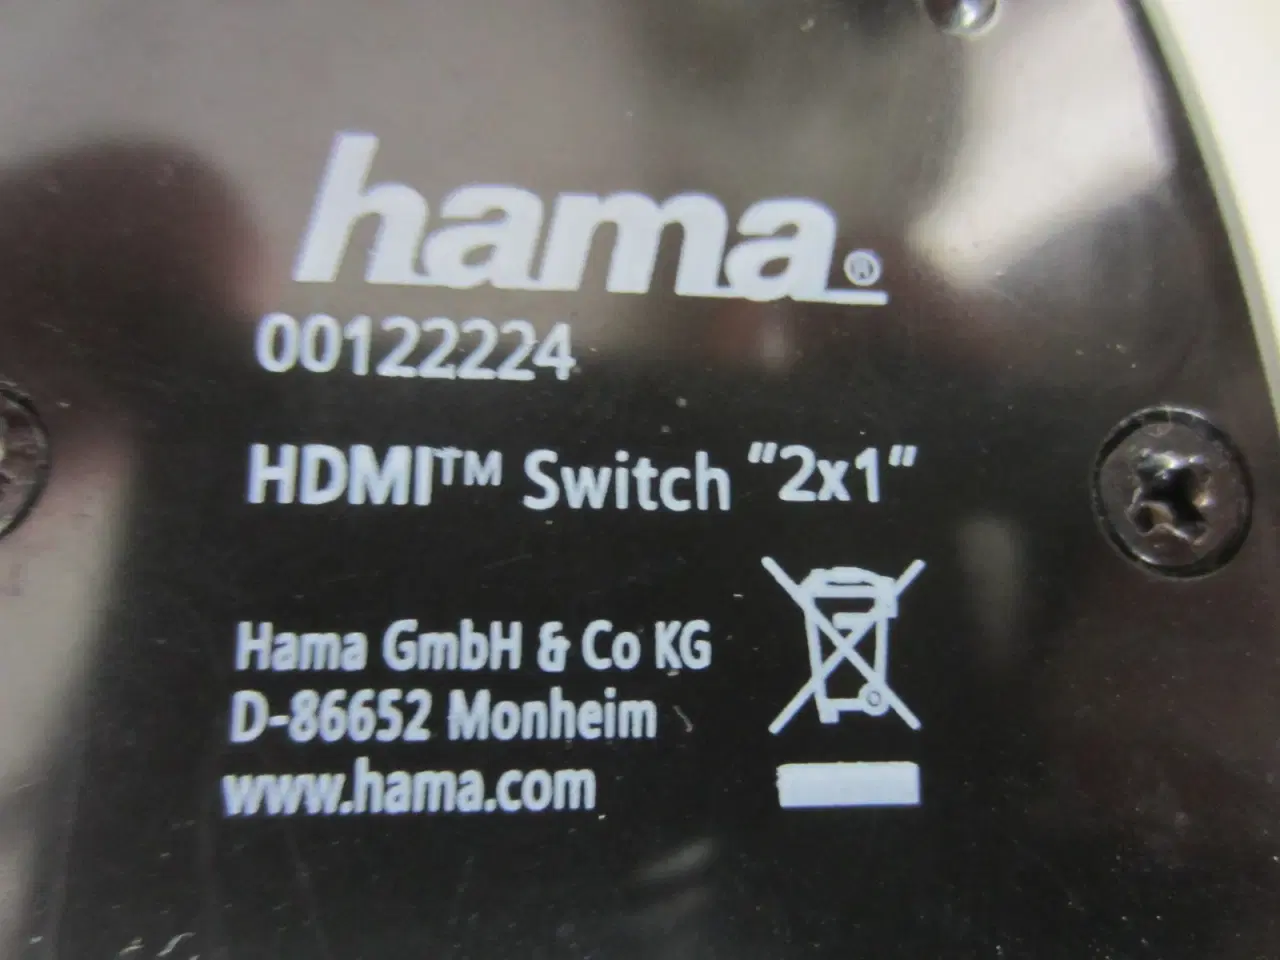 hama®
00122224
HDMI™ Switch “2x1”
Hama GmbH & Co KG
D-86652 Monheim
www.hama.com